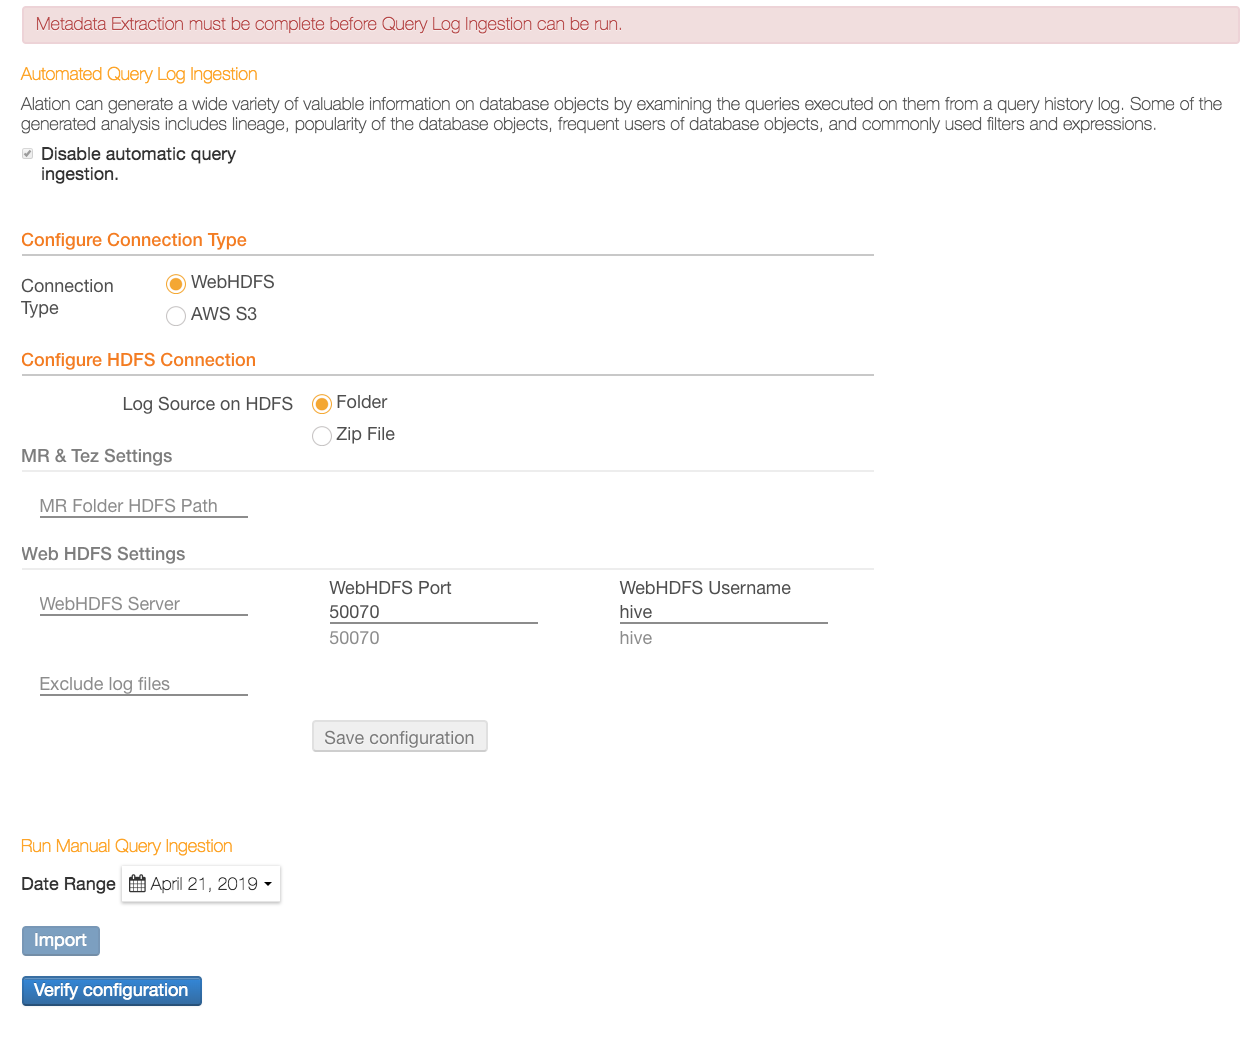 Metadata Extraction must be complete before Query Log Ingestion can be run.
Automated Query Log Ingestion
Alation can generate a wide variety of valuable information on database objects by examining the queries executed on them from a query history log. Some of the
generated analysis includes lineage, popularity of the database objects, frequent users of database objects, and commonly used filters and expressions.
Disable automatic query
ingestion.
Configure Connection Type
Connection
Type
WebHDFS
AWS S3
Configure HDFS Connection
Log Source on HDFS
Folder
Zip File
MR & Tez Settings
MR Folder HDFS Path
Web HDFS Settings
WebHDFS Server
WebHDFS Port
50070
50070
WebHDFS Username
hive
hive
Exclude log files
Save configuration
Run Manual Query Ingestion
Date Range
April 21, 2019
Import
Verify configuration